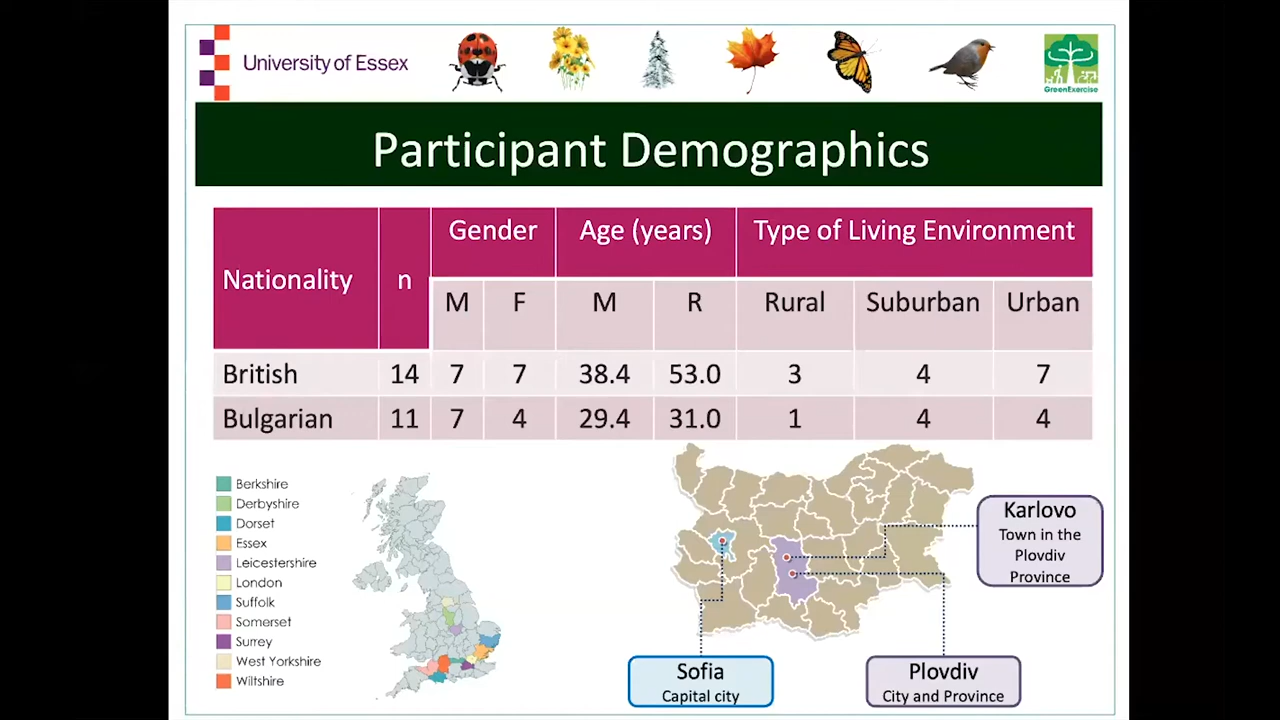 University of Essex
GreenExercise
Participant Demographics
Nationality n Gender Age (years) Type of Living Environment
M F M R Rural Suburban Urban
British 14 7 7 38.4 53.0 3 4 7
Bulgarian 11 7 4 29.4 31.0 1 4 4
Berkshire
Derbyshire
Dorset
Essex
Leicestershire
London
Suffolk
Somerset
Surrey
West Yorkshire
Wiltshire
Karlovo
Town in the
Plovdiv
Province
Sofia
Capital city
Plovdiv
City and Province